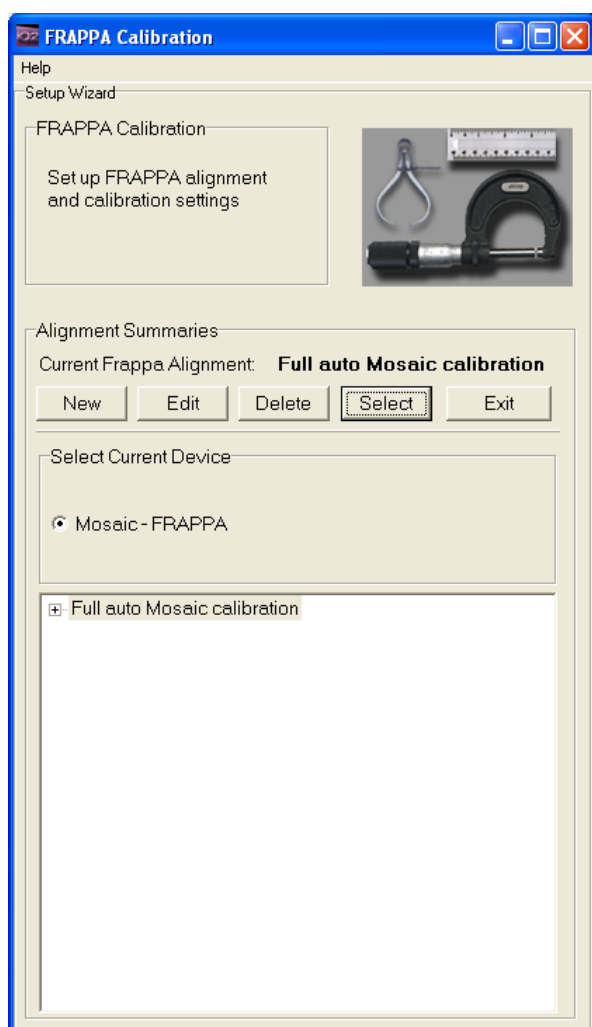 FRAPPA Calibration
Help
Setup Wizard
FRAPPA Calibration
Set up FRAPPA alignment
and calibration settings
Alignment Summaries
Current Frappa Alignment: Full auto Mosaic calibration
New Edit Delete Select Exit
Select Current Device
Mosaic - FRAPPA
Full auto Mosaic calibration